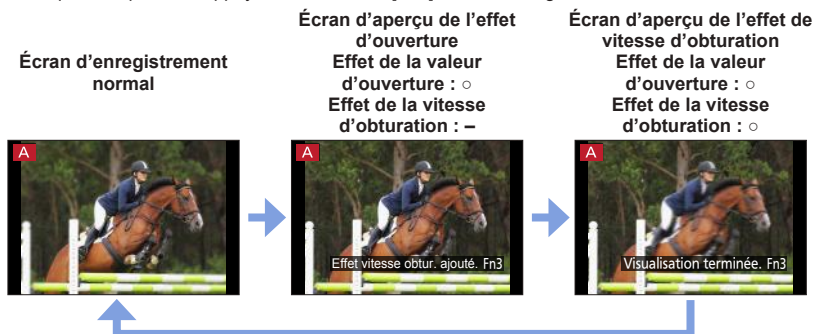 Écran d’enregistrement
normal
A
Écran d’aperçu de l’effet
d’ouverture
Effet de la valeur
d’ouverture : ○
Effet de la vitesse
d’obturation : –
A
Effet vitesse obtur. ajouté. Fn3
Écran d’aperçu de l’effet de
vitesse d’obturation
Effet de la valeur
d’ouverture : ○
Effet de la vitesse
d’obturation : ○
A
Visualisation terminée. Fn3